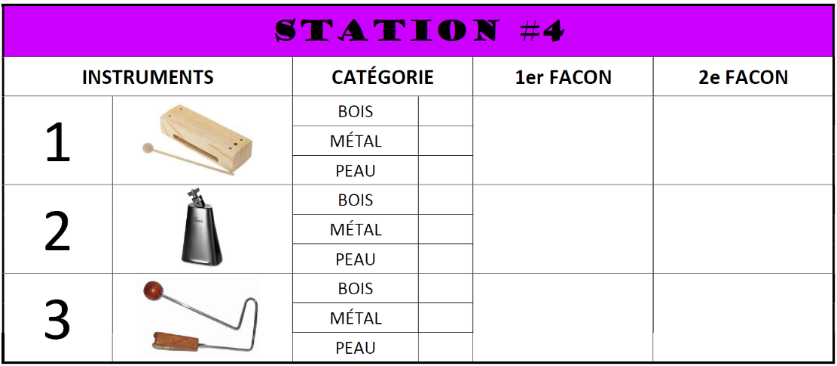 STATION #4
INSTRUMENTS CATÉGORIE 1er FACON 2e FACON
1
BOIS
MÉTAL
PEAU
2
BOIS
MÉTAL
PEAU
3
BOIS
MÉTAL
PEAU